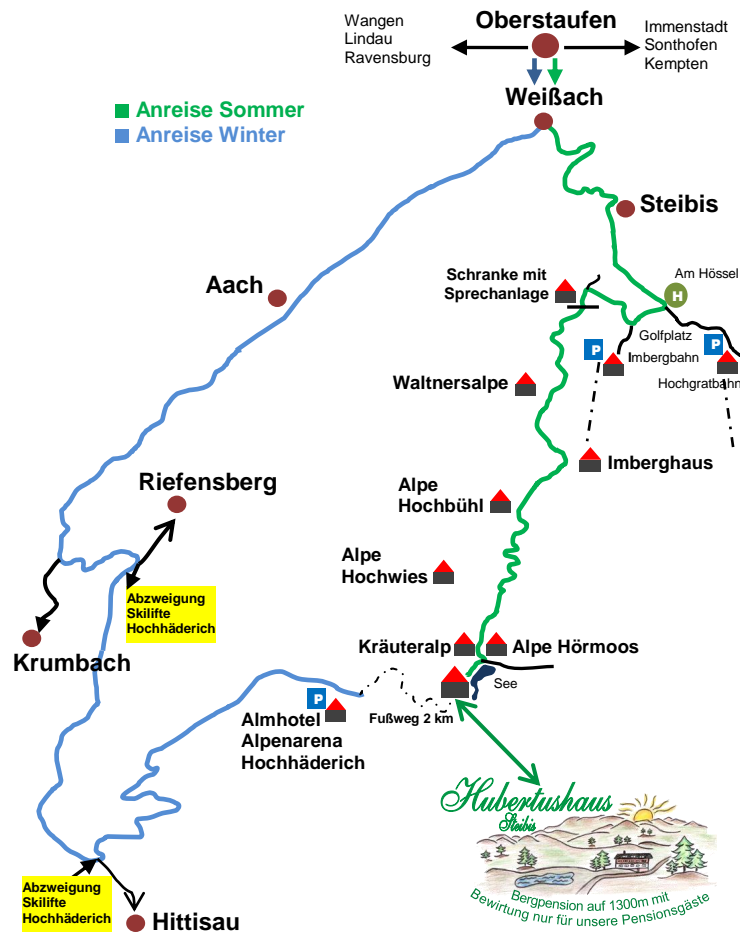 Oberstaufen
Wangen
Lindau
Ravensburg
Immenstadt
Sonthofen
Kempten
Weißach
Anreise Sommer
Anreise Winter
Steibis
Aach
Schranke mit
Sprechanlage
Am Hössel
H
Golfplatz
P
Imbergbahn
P
Hochgratbahn
Waltnersalpe
Imberghaus
Riefensberg
Alpe
Hochbühl
Alpe
Hochwies
Abzweigung
Skilifte
Hochhäderich
Krumbach
Kräuteralp
Alpe Hörmoos
See
P
Fußweg 2 km
Almhotel
Alpenarena
Hochhäderich
Hubertushaus
Steibis
Abzweigung
Skilifte
Hochhäderich
Hittisau
Bergpension auf 1300m mit
Bewirtung nur für unsere Pensionsgäste